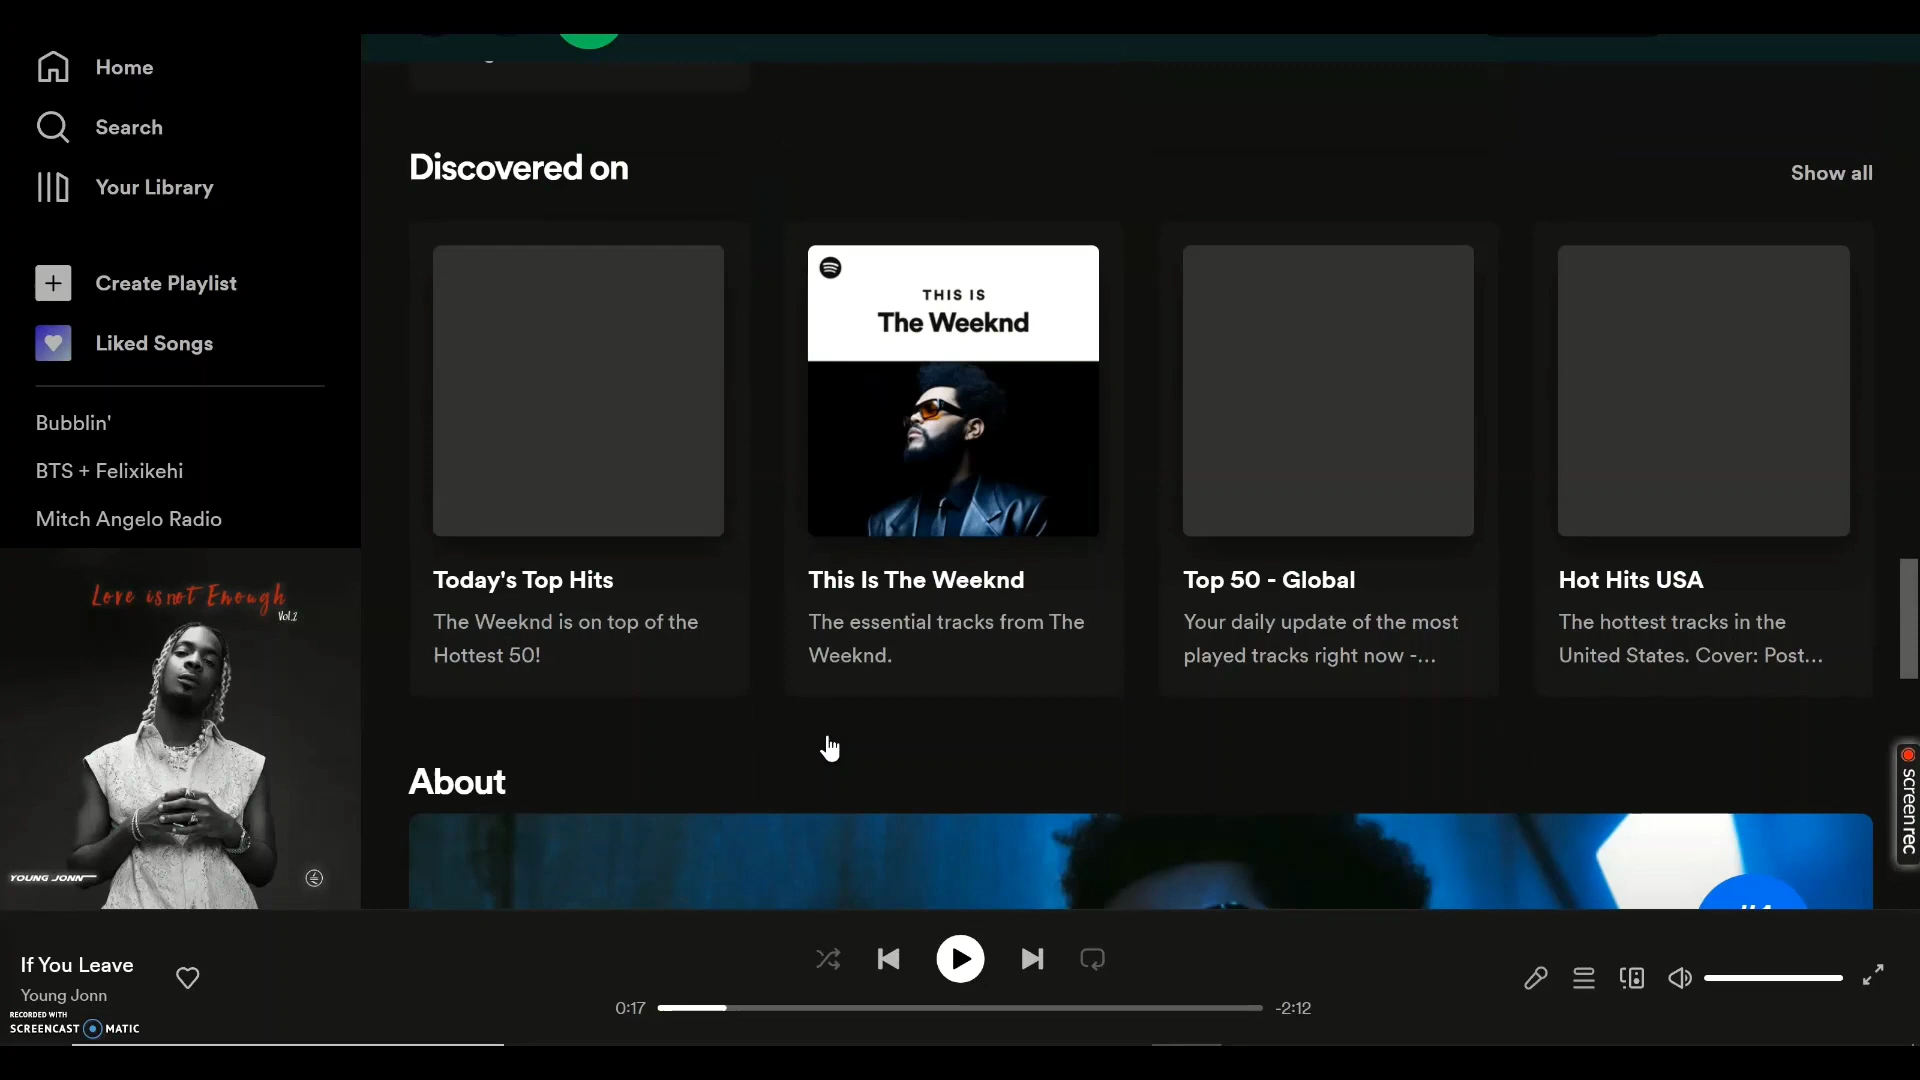 Home
Search
Your Library
Create Playlist
Liked Songs
Bubblin'
BTS + Felixikehi
Mitch Angelo Radio
Love is not Enough
Vol.2
YOUNG JONN
Discovered on
Show all
THIS IS
The Weeknd
Today's Top Hits
The Weeknd is on top of the
Hottest 50!
This Is The Weeknd
The essential tracks from The
Weeknd.
Top 50 - Global
Your daily update of the most
played tracks right now -...
Hot Hits USA
The hottest tracks in the
United States. Cover: Post...
About
screenrec
If You Leave
Young Jonn
RECORDED WITH
SCREENCAST MATIC
0:17
-2:12